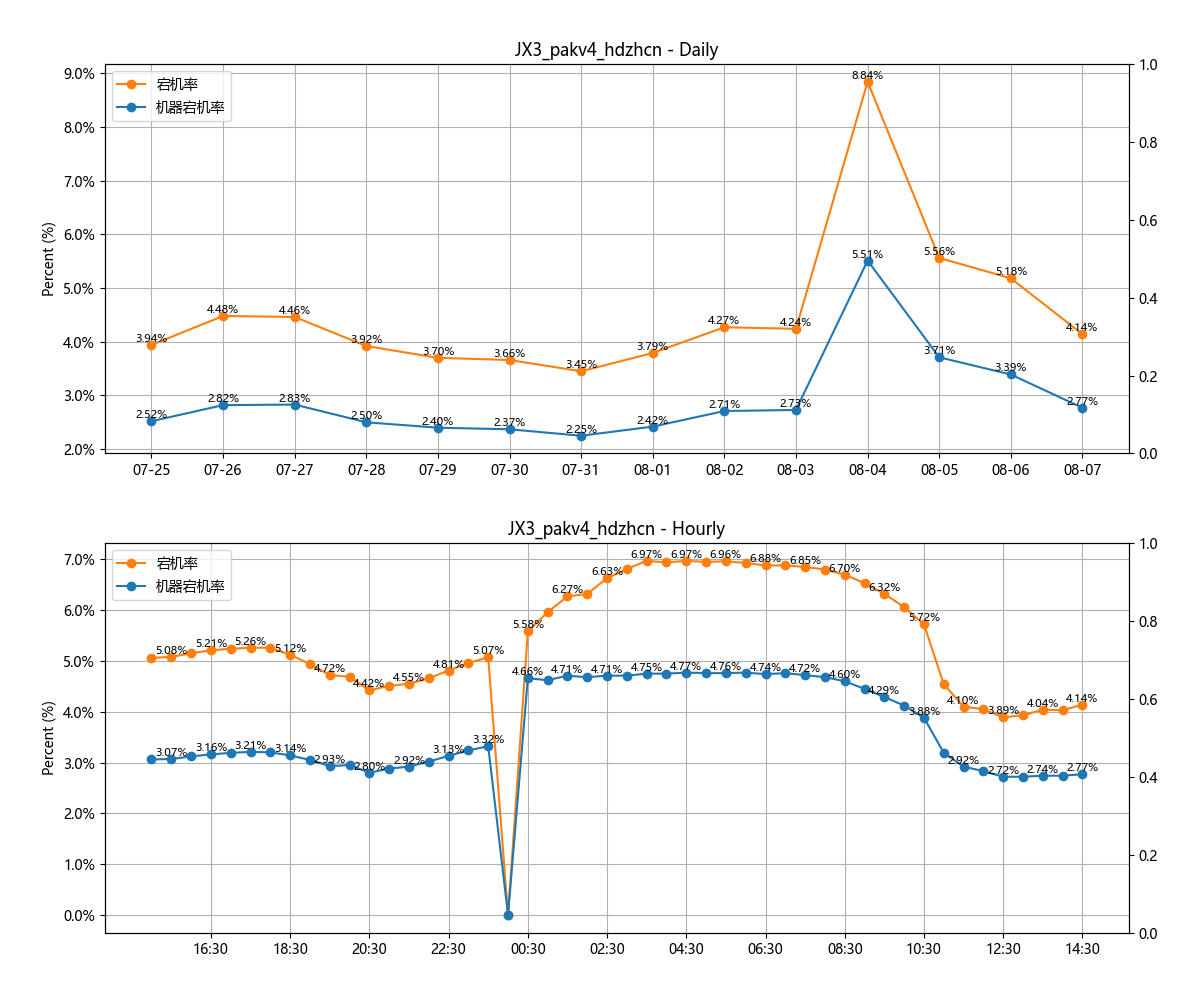 JX3_pakv4_hdzhcn - Daily
宕机率
机器宕机率
Percent (%)
9.0%
8.0%
7.0%
6.0%
5.0%
4.0%
3.0%
2.0%
1.0
0.8
0.6
0.4
0.2
0.0
3.94% 4.48% 4.46% 3.92% 3.70% 3.66% 3.45% 3.79% 4.27% 4.24% 8.84% 5.56% 5.18% 4.14%
2.52% 2.82% 2.83% 2.50% 2.40% 2.37% 2.25% 2.42% 2.71% 2.73% 5.51% 3.71% 3.39% 2.77%
07-25 07-26 07-27 07-28 07-29 07-30 07-31 08-01 08-02 08-03 08-04 08-05 08-06 08-07
JX3_pakv4_hdzhcn - Hourly
宕机率
机器宕机率
Percent (%)
7.0%
6.0%
5.0%
4.0%
3.0%
2.0%
1.0%
0.0%
1.0
0.8
0.6
0.4
0.2
0.0
5.08% 5.21% 5.26% 5.12% 4.72% 4.42% 4.55% 4.81% 5.07% 5.58% 6.27% 6.63% 6.97% 6.97% 6.96% 6.88% 6.85% 6.70% 6.32% 5.72% 4.10% 3.89% 4.04% 4.14%
3.07% 3.16% 3.21% 3.14% 2.93% 2.80% 2.92% 3.13% 3.32% 4.66% 4.71% 4.71% 4.75% 4.77% 4.76% 4.74% 4.72% 4.60% 4.29% 3.88% 2.92% 2.72% 2.74% 2.77%
16:30 18:30 20:30 22:30 00:30 02:30 04:30 06:30 08:30 10:30 12:30 14:30